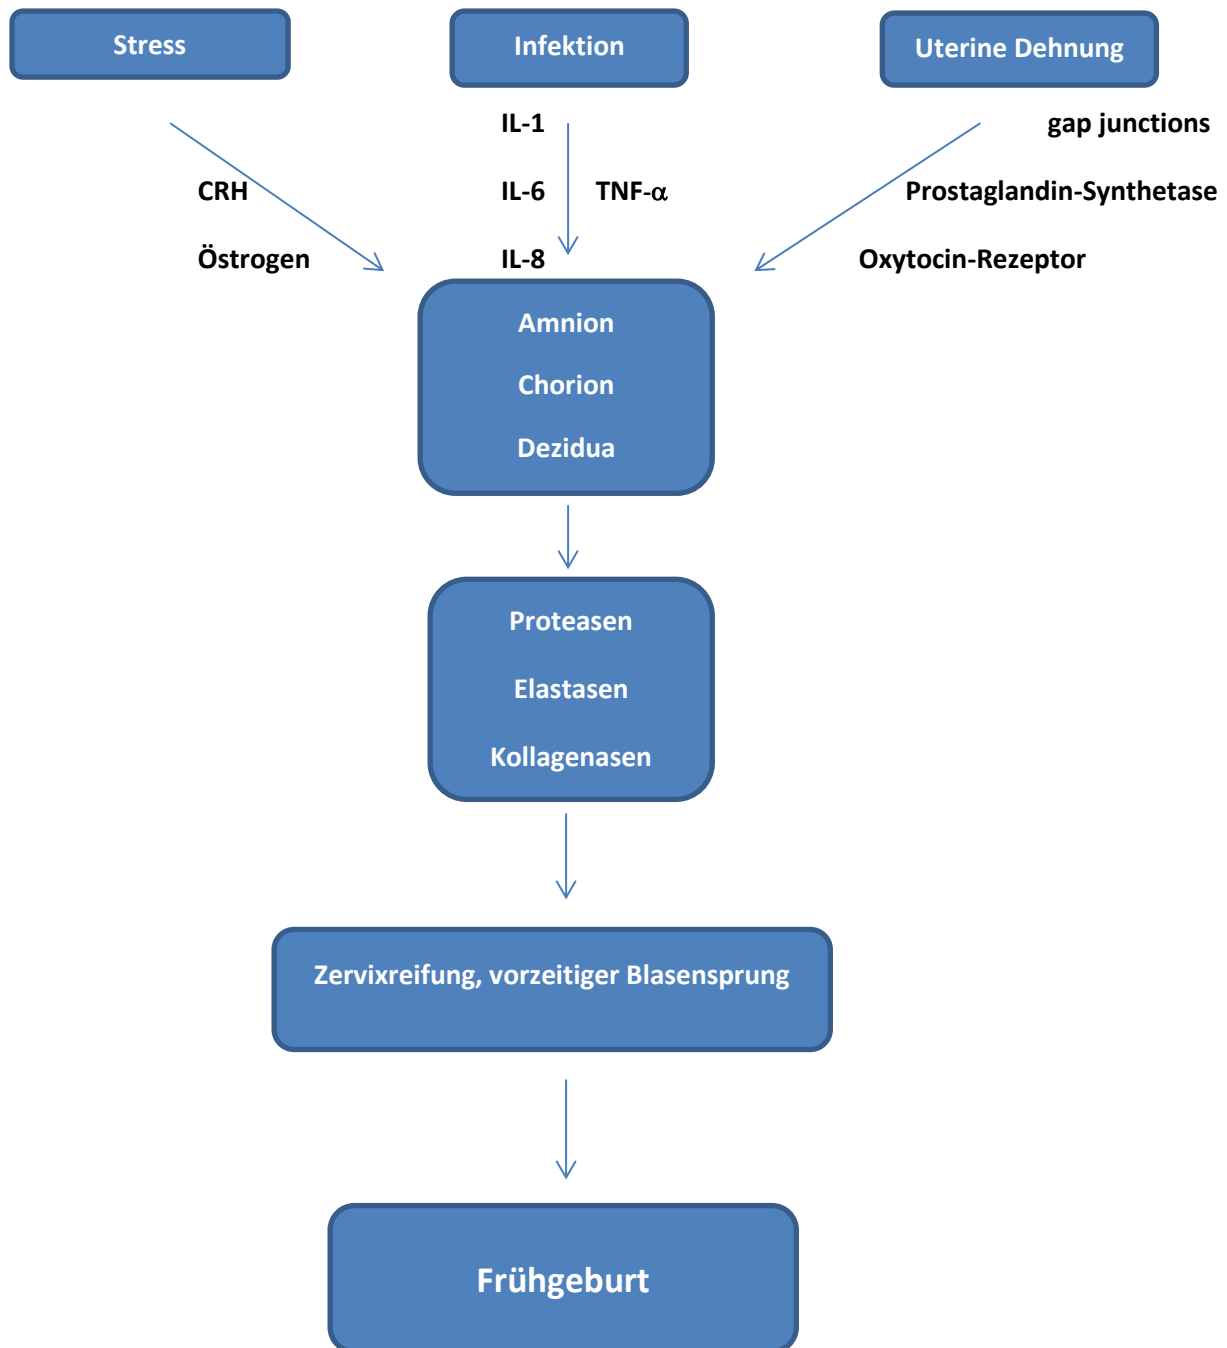 Stress
Infektion
Uterine Dehnung
IL-1
gap junctions
CRH
IL-6
TNF-α
Prostaglandin-Synthetase
Östrogen
IL-8
Oxytocin-Rezeptor
Amnion
Chorion
Dezidua
Proteasen
Elastasen
Kollagenasen
Zervixreifung, vorzeitiger Blasensprung
Frühgeburt